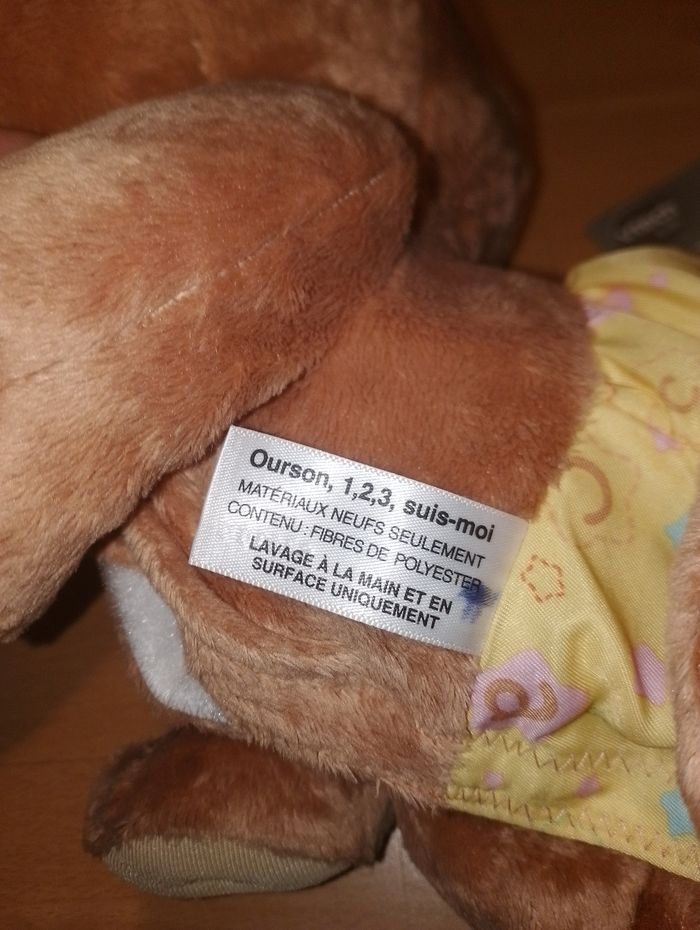 Ourson, 1,2,3, suis-moi
MATÉRIAUX NEUFS SEULEMENT
CONTENU : FIBRES DE POLYESTER
LAVAGE À LA MAIN ET EN
SURFACE UNIQUEMENT